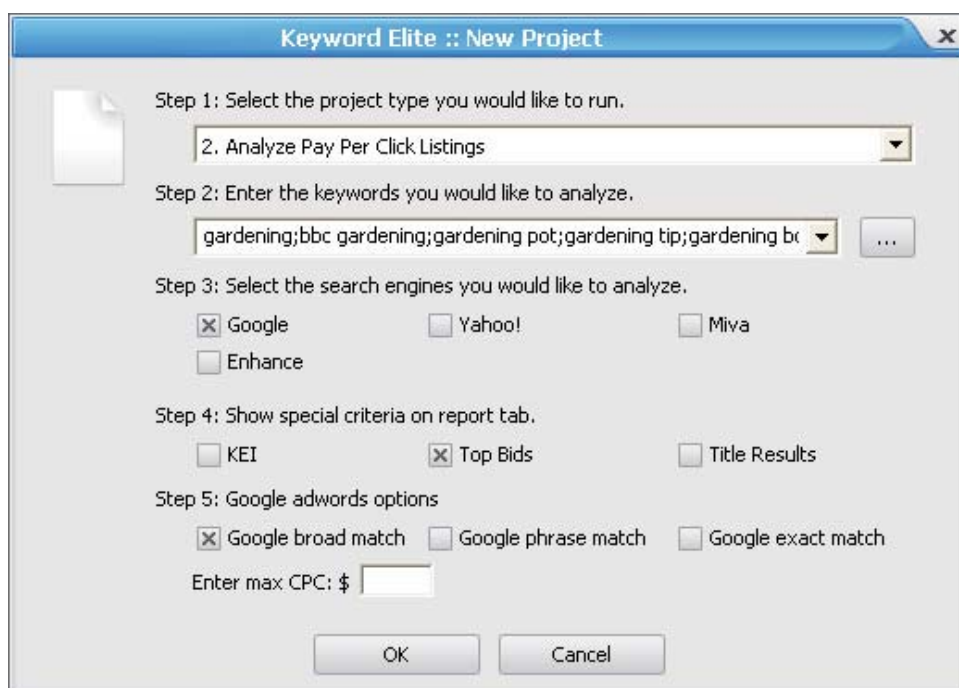 Keyword Elite :: New Project
Step 1: Select the project type you would like to run.
2. Analyze Pay Per Click Listings
Step 2: Enter the keywords you would like to analyze.
gardening;bbc gardening;gardening pot;gardening tip;gardening bo ...
Step 3: Select the search engines you would like to analyze.
Google Yahoo! Miva
Enhance
Step 4: Show special criteria on report tab.
KEI Top Bids Title Results
Step 5: Google adwords options
Google broad match Google phrase match Google exact match
Enter max CPC: $
OK Cancel